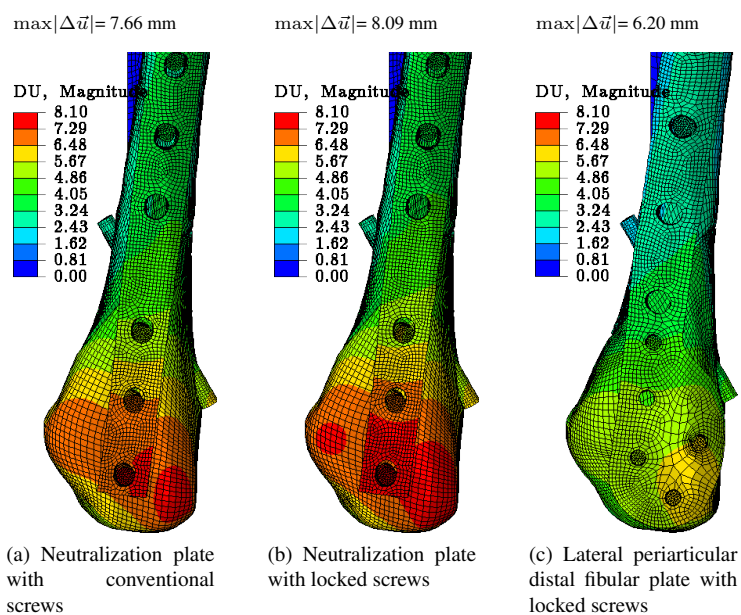 max|Δu⃗|= 7.66 mm
max|Δu⃗|= 8.09 mm
max|Δu⃗|= 6.20 mm
DU, Magnitude
8.10
7.29
6.48
5.67
4.86
4.05
3.24
2.43
1.62
0.81
0.00
DU, Magnitude
8.10
7.29
6.48
5.67
4.86
4.05
3.24
2.43
1.62
0.81
0.00
DU, Magnitude
8.10
7.29
6.48
5.67
4.86
4.05
3.24
2.43
1.62
0.81
0.00
(a) Neutralization plate
with conventional
screws
(b) Neutralization plate
with locked screws
(c) Lateral periarticular
distal fibular plate with
locked screws